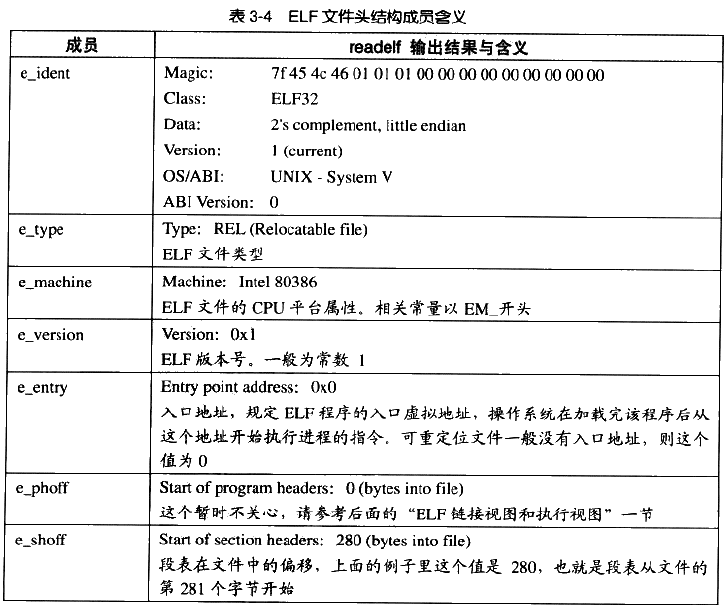 表 3-4 ELF 文件头结构成员含义
成员 readelf 输出结果与含义
e_ident Magic: 7f 45 4c 46 01 01 01 00 00 00 00 00 00 00 00 00
Class: ELF32
Data: 2's complement, little endian
Version: 1 (current)
OS/ABI: UNIX - System V
ABI Version: 0
e_type Type: REL (Relocatable file)
ELF 文件类型
e_machine Machine: Intel 80386
ELF 文件的 CPU 平台属性。相关常量以 EM_开头
e_version Version: 0x1
ELF 版本号。一般为常数 1
e_entry Entry point address: 0x0
入口地址，规定 ELF 程序的入口虚拟地址，操作系统在加载完该程序后从
这个地址开始执行进程的指令。可重定位文件一般没有入口地址，则这个
值为 0
e_phoff Start of program headers: 0 (bytes into file)
这个暂时不关心，请参考后面的“ELF 链接视图和执行视图”一节
e_shoff Start of section headers: 280 (bytes into file)
段表在文件中的偏移，上面的例子里这个值是 280，也就是段表从文件的
第 281 个字节开始